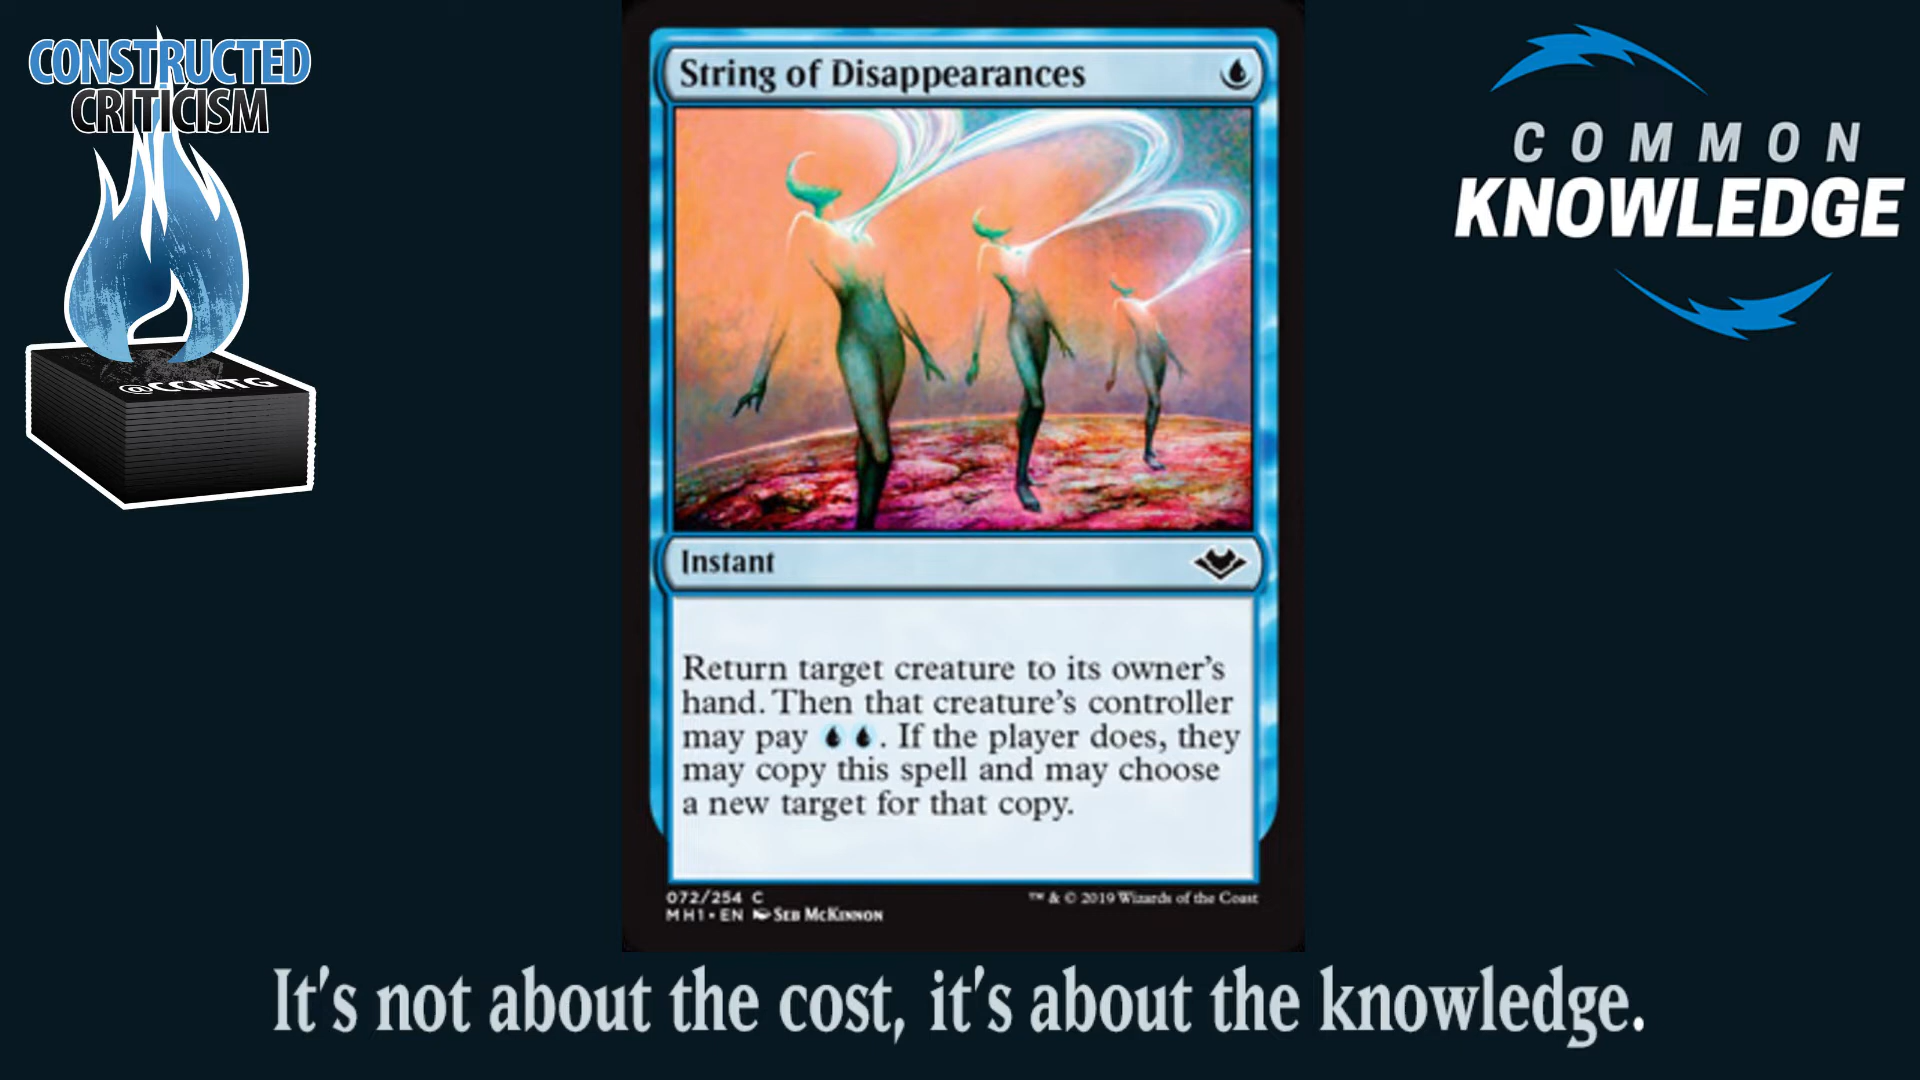 CONSTRUCTED
CRITICISM
@CCMTG
String of Disappearances
COMMON
KNOWLEDGE
Instant
Return target creature to its owner's
hand. Then that creature's controller
may pay . If the player does, they
may copy this spell and may choose
a new target for that copy.
072/254 C
MH1 • EN SEB MCKINNON
™ & © 2019 Wizards of the Coast
It's not about the cost, it's about the knowledge.